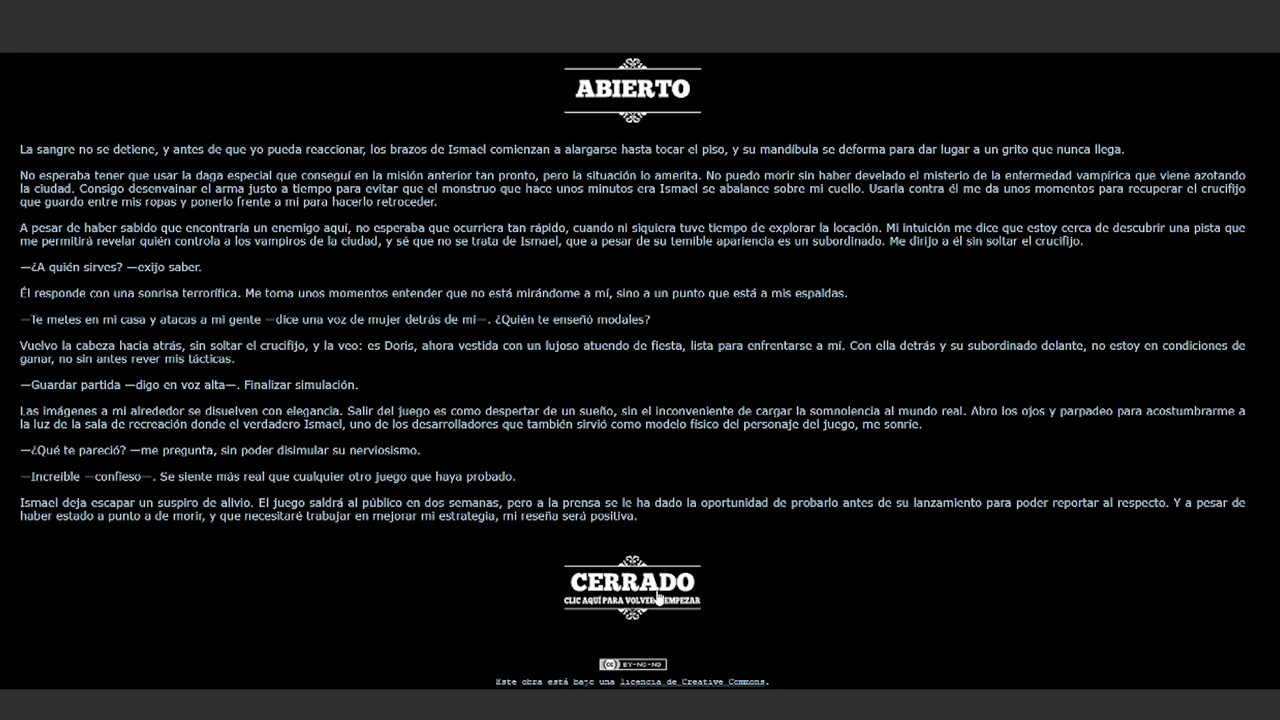 ABIERTO
La sangre no se detiene, y antes de que yo pueda reaccionar, los brazos de Ismael comienzan a alargarse hasta tocar el piso, y su mandíbula se deforma para dar lugar a un grito que nunca llega.
No esperaba tener que usar la daga especial que conseguí en la misión anterior tan pronto, pero la situación lo amerita. No puedo morir sin haber develado el misterio de la enfermedad vampírica que viene azotando
la ciudad. Consigo desenvainar el arma justo a tiempo para evitar que el monstruo que hace unos minutos era Ismael se abalance sobre mi cuello. Usarla contra él me da unos momentos para recuperar el crucifijo
que guardo entre mis ropas y ponerlo frente a mí para hacerlo retroceder.
A pesar de haber sabido que encontraría un enemigo aquí, no esperaba que ocurriera tan rápido, cuando ni siquiera tuve tiempo de explorar la locación. Mi intuición me dice que estoy cerca de descubrir una pista que
me permitirá revelar quién controla a los vampiros de la ciudad, y sé que no se trata de Ismael, que a pesar de su temible apariencia es un subordinado. Me dirijo a él sin soltar el crucifijo.
—¿A quién sirves? —exijo saber.
Él responde con una sonrisa terrorífica. Me toma unos momentos entender que no está mirándome a mí, sino a un punto que está a mis espaldas.
—Te metes en mi casa y atacas a mi gente —dice una voz de mujer detrás de mí—. ¿Quién te enseñó modales?
Vuelvo la cabeza hacia atrás, sin soltar el crucifijo, y la veo: es Doris, ahora vestida con un lujoso atuendo de fiesta, lista para enfrentarse a mí. Con ella detrás y su subordinado delante, no estoy en condiciones de
ganar, no sin antes rever mis tácticas.
—Guardar partida —digo en voz alta—. Finalizar simulación.
Las imágenes a mi alrededor se disuelven con elegancia. Salir del juego es como despertar de un sueño, sin el inconveniente de cargar la somnolencia al mundo real. Abro los ojos y parpadeo para acostumbrarme a
la luz de la sala de recreación donde el verdadero Ismael, uno de los desarrolladores que también sirvió como modelo físico del personaje del juego, me sonríe.
—¿Qué te pareció? —me pregunta, sin poder disimular su nerviosismo.
—Increíble —confieso—. Se siente más real que cualquier otro juego que haya probado.
Ismael deja escapar un suspiro de alivio. El juego saldrá al público en dos semanas, pero a la prensa se le ha dado la oportunidad de probarlo antes de su lanzamiento para poder reportar al respecto. Y a pesar de
haber estado a punto a de morir, y que necesitaré trabajar en mejorar mi estrategia, mi reseña será positiva.
CERRADO
CLIC AQUÍ PARA VOLVER EMPEZAR
CC BY-NC-ND
Este obra está bajo una licencia de Creative Commons.